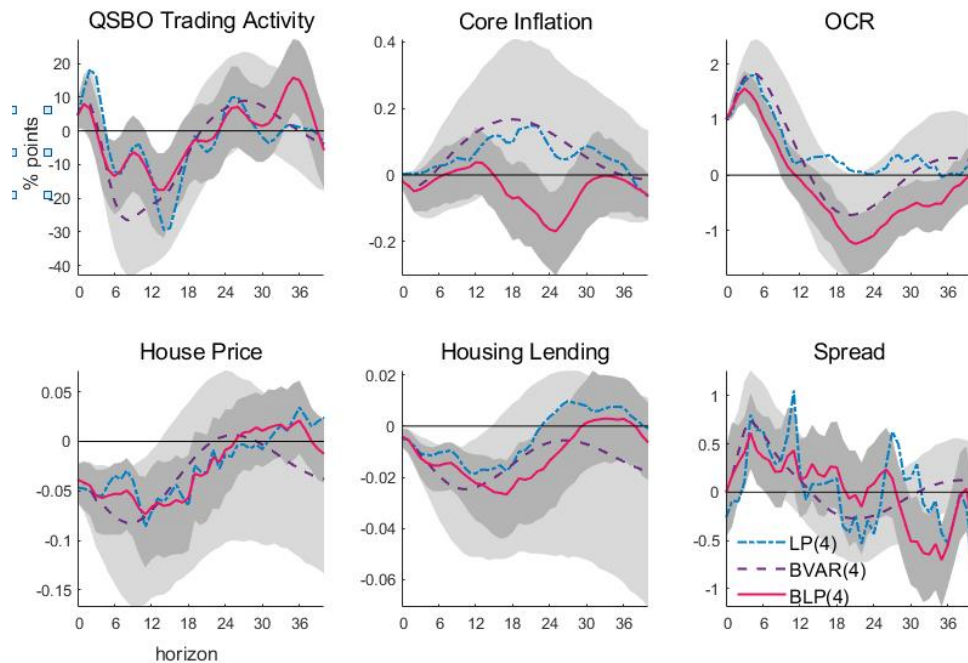 QSBO Trading Activity
Core Inflation
OCR
% points
20
10
0
-10
-20
-30
-40
0 6 12 18 24 30 36
0.4
0.2
0
-0.2
0 6 12 18 24 30 36
2
1
0
-1
0 6 12 18 24 30 36
House Price
Housing Lending
Spread
0.05
0
-0.05
-0.1
-0.15
0 6 12 18 24 30 36
horizon
0.02
0
-0.02
-0.04
-0.06
0 6 12 18 24 30 36
1
0.5
0
-0.5
-1
0 6 12 18 24 30 36
LP(4)
BVAR(4)
BLP(4)